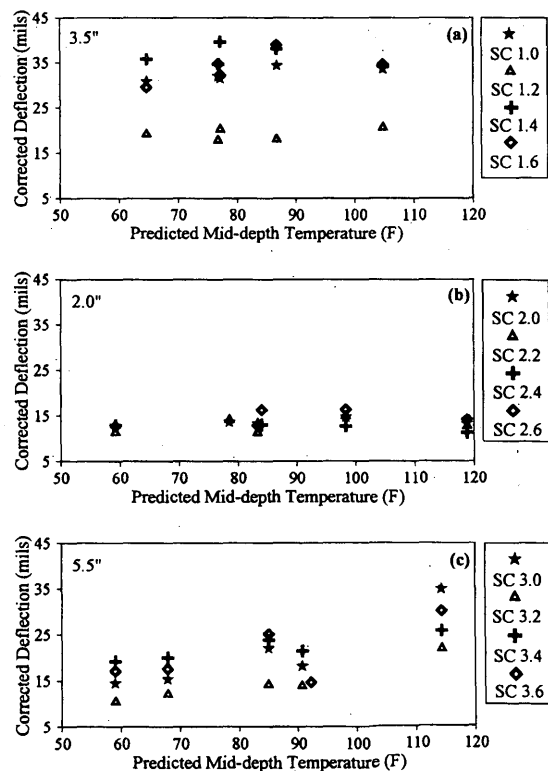 3.5"
(a)
Corrected Deflection (mils)
45
35
25
15
5
50 60 70 80 90 100 110 120
Predicted Mid-depth Temperature (F)
SC 1.0
SC 1.2
SC 1.4
SC 1.6
2.0"
(b)
Corrected Deflection (mils)
45
35
25
15
5
50 60 70 80 90 100 110 120
Predicted Mid-depth Temperature (F)
SC 2.0
SC 2.2
SC 2.4
SC 2.6
5.5"
(c)
Corrected Deflection (mils)
45
35
25
15
5
50 60 70 80 90 100 110 120
Predicted Mid-depth Temperature (F)
SC 3.0
SC 3.2
SC 3.4
SC 3.6